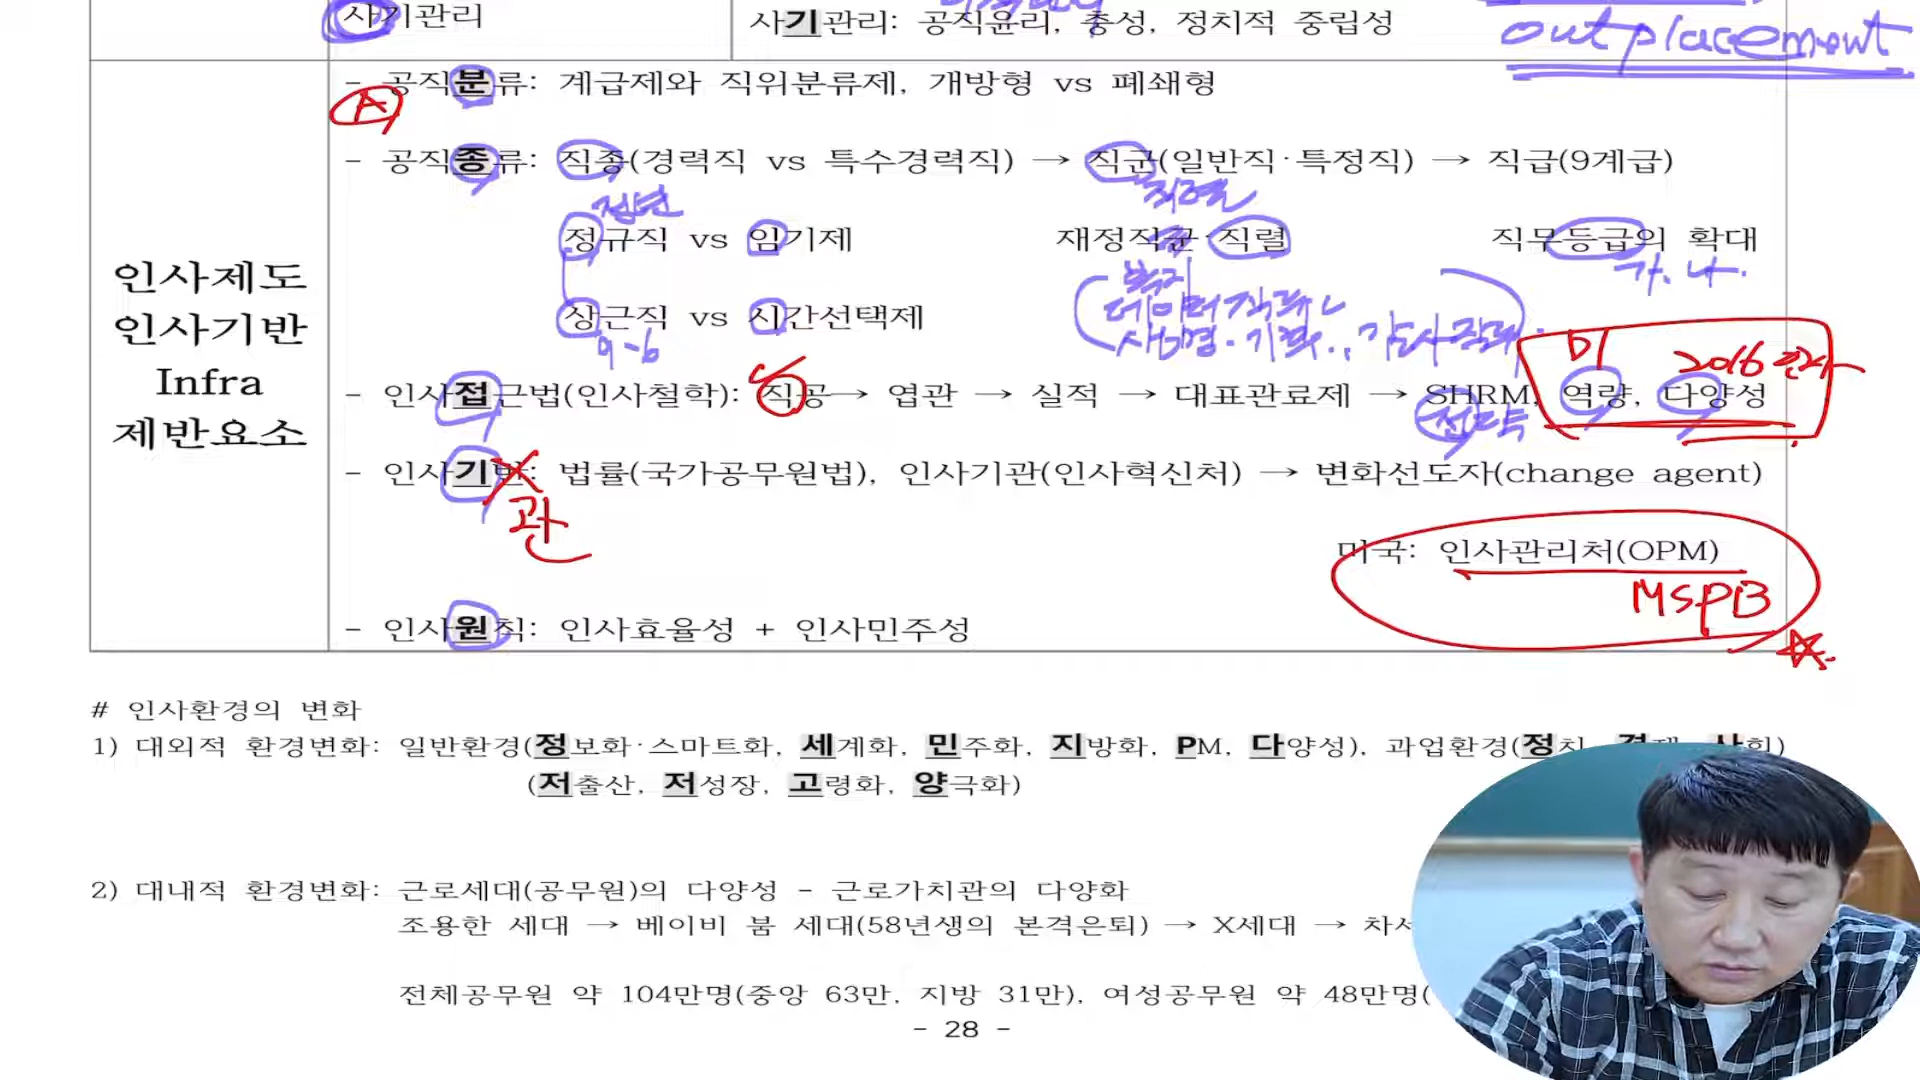 사기관리
사기관리: 공직윤리, 충성, 정치적 중립성
outplacement
- 공직분류: 계급제와 직위분류제, 개방형 vs 폐쇄형
A
- 공직종류: 직종(경력직 vs 특수경력직) → 직군(일반직·특정직) → 직급(9계급)
정년
직렬
정규직 vs 임기제
재정직군·직렬
직무등급의 확대
가. 나.
상근직 vs 시간선택제
9-6
인사제도
인사기반
Infra
제반요소
2016 인사
- 인사접근법(인사철학): 직공→ 엽관 → 실적 → 대표관료제 → SHRM, 역량, 다양성
전략
- 인사기반: 법률(국가공무원법), 인사기관(인사혁신처) → 변화선도자(change agent)
관
미국: 인사관리처(OPM)
MSPB
- 인사원칙: 인사효율성 + 인사민주성
# 인사환경의 변화
1) 대외적 환경변화: 일반환경(정보화·스마트화, 세계화, 민주화, 지방화, PM, 다양성), 과업환경(정치, 경제, 사회)
(저출산, 저성장, 고령화, 양극화)
2) 대내적 환경변화: 근로세대(공무원)의 다양성 - 근로가치관의 다양화
조용한 세대 → 베이비 붐 세대(58년생의 본격은퇴) → X세대 → 차세
전체공무원 약 104만명(중앙 63만, 지방 31만), 여성공무원 약 48만명(
- 28 -